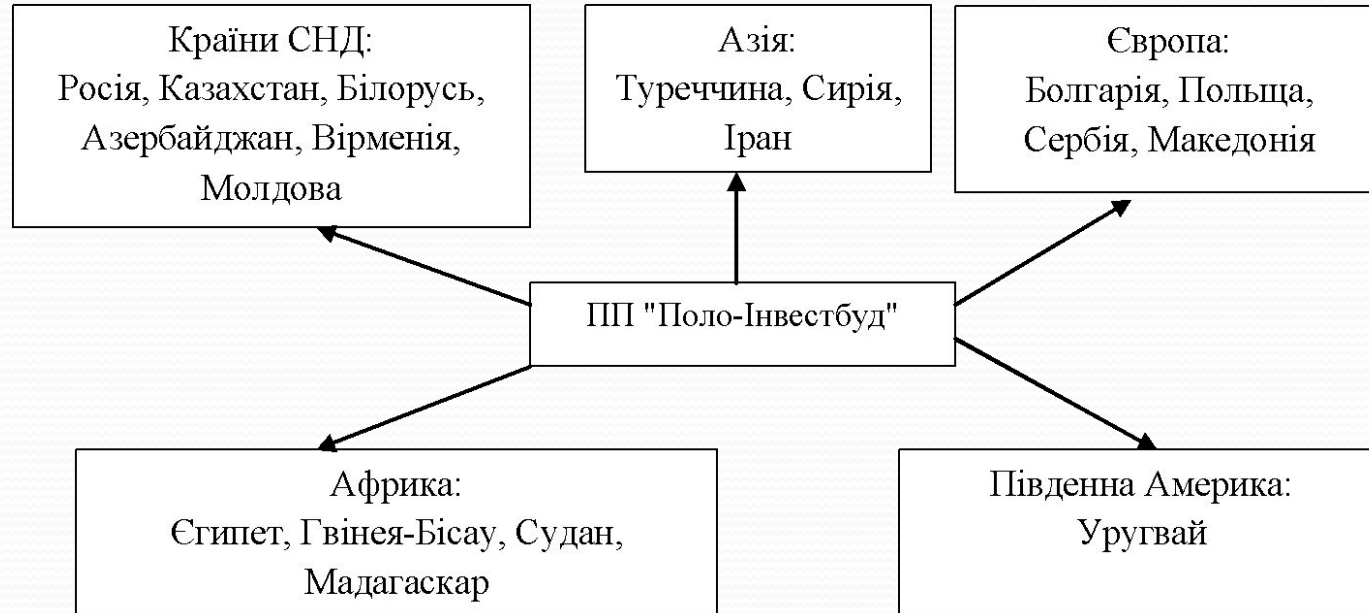 Країни СНД:
Росія, Казахстан, Білорусь,
Азербайджан, Вірменія,
Молдова
Азія:
Туреччина, Сирія,
Іран
Європа:
Болгарія, Польща,
Сербія, Македонія
ПП "Поло-Інвестбуд"
Африка:
Єгипет, Гвінея-Бісау, Судан,
Мадагаскар
Південна Америка:
Уругвай